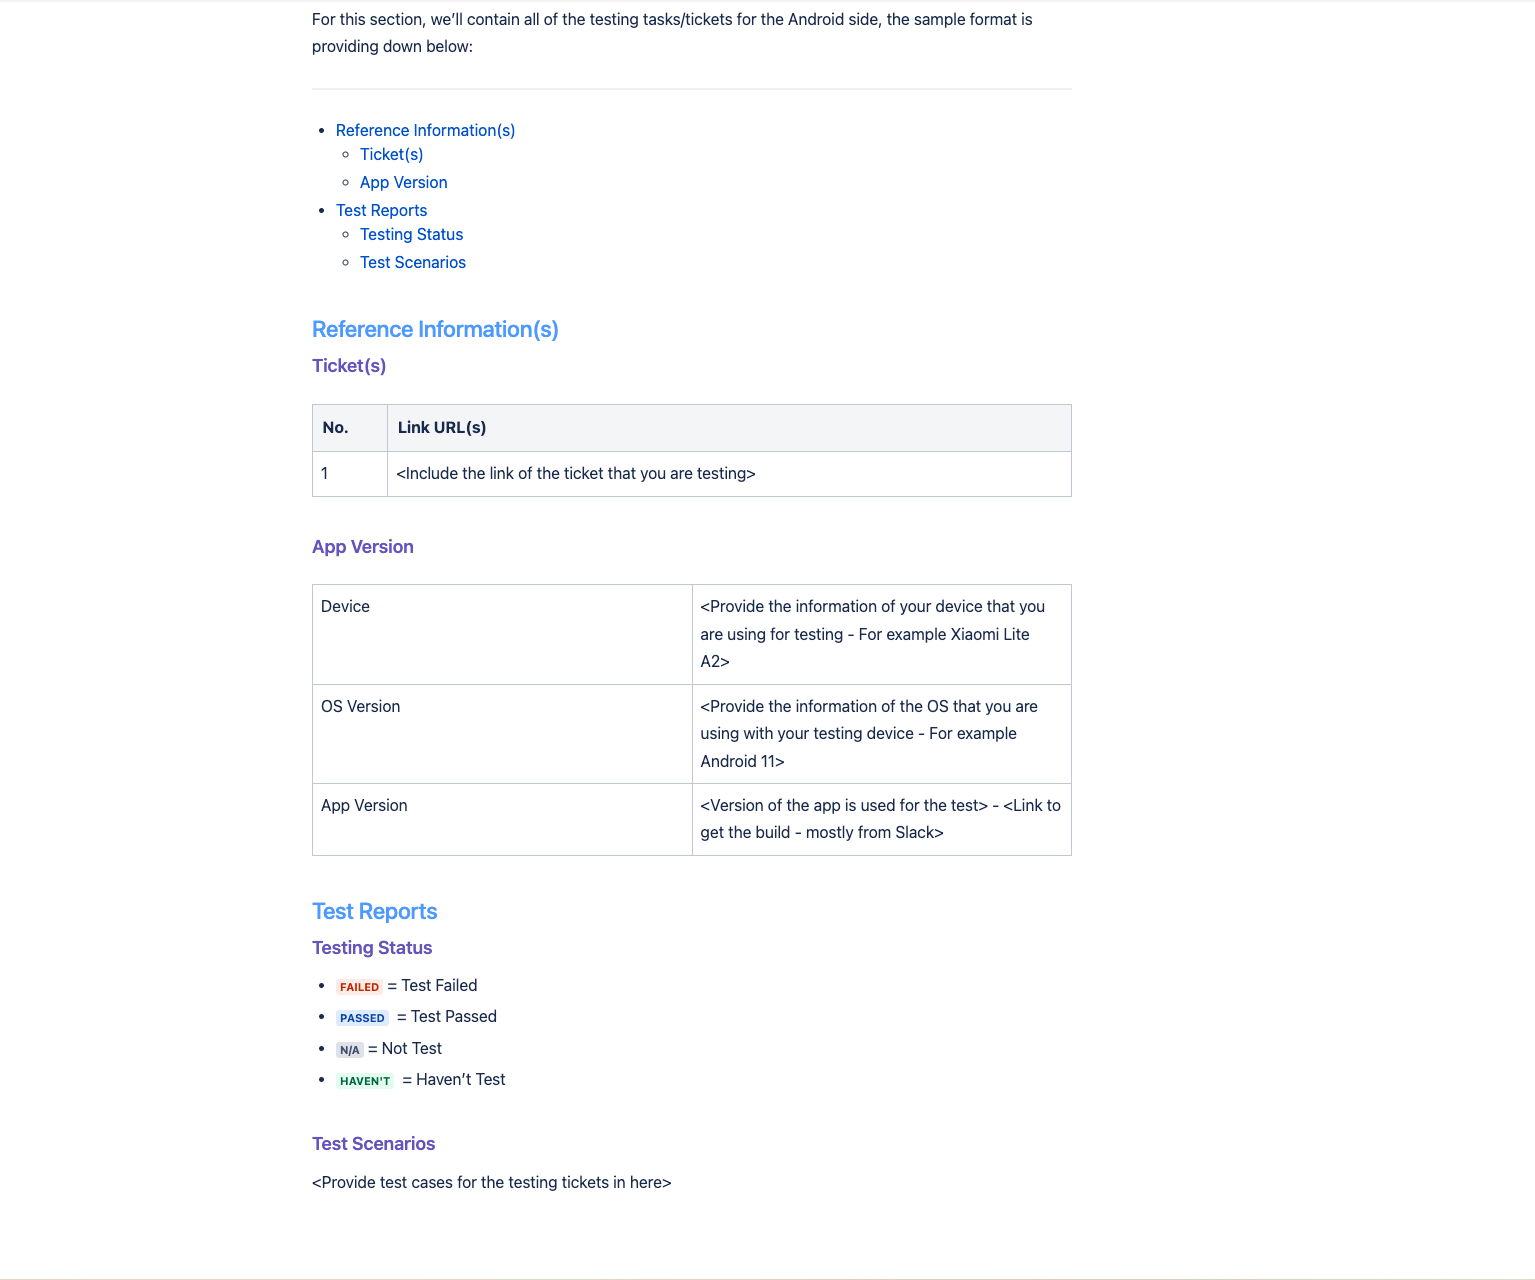 For this section, we’ll contain all of the testing tasks/tickets for the Android side, the sample format is
providing down below:
Reference Information(s)
Ticket(s)
App Version
Test Reports
Testing Status
Test Scenarios
Reference Information(s)
Ticket(s)
No. Link URL(s)
1 <Include the link of the ticket that you are testing>
App Version
Device <Provide the information of your device that you
are using for testing - For example Xiaomi Lite
A2>
OS Version <Provide the information of the OS that you are
using with your testing device - For example
Android 11>
App Version <Version of the app is used for the test> - <Link to
get the build - mostly from Slack>
Test Reports
Testing Status
FAILED = Test Failed
PASSED = Test Passed
N/A = Not Test
HAVEN'T = Haven’t Test
Test Scenarios
<Provide test cases for the testing tickets in here>